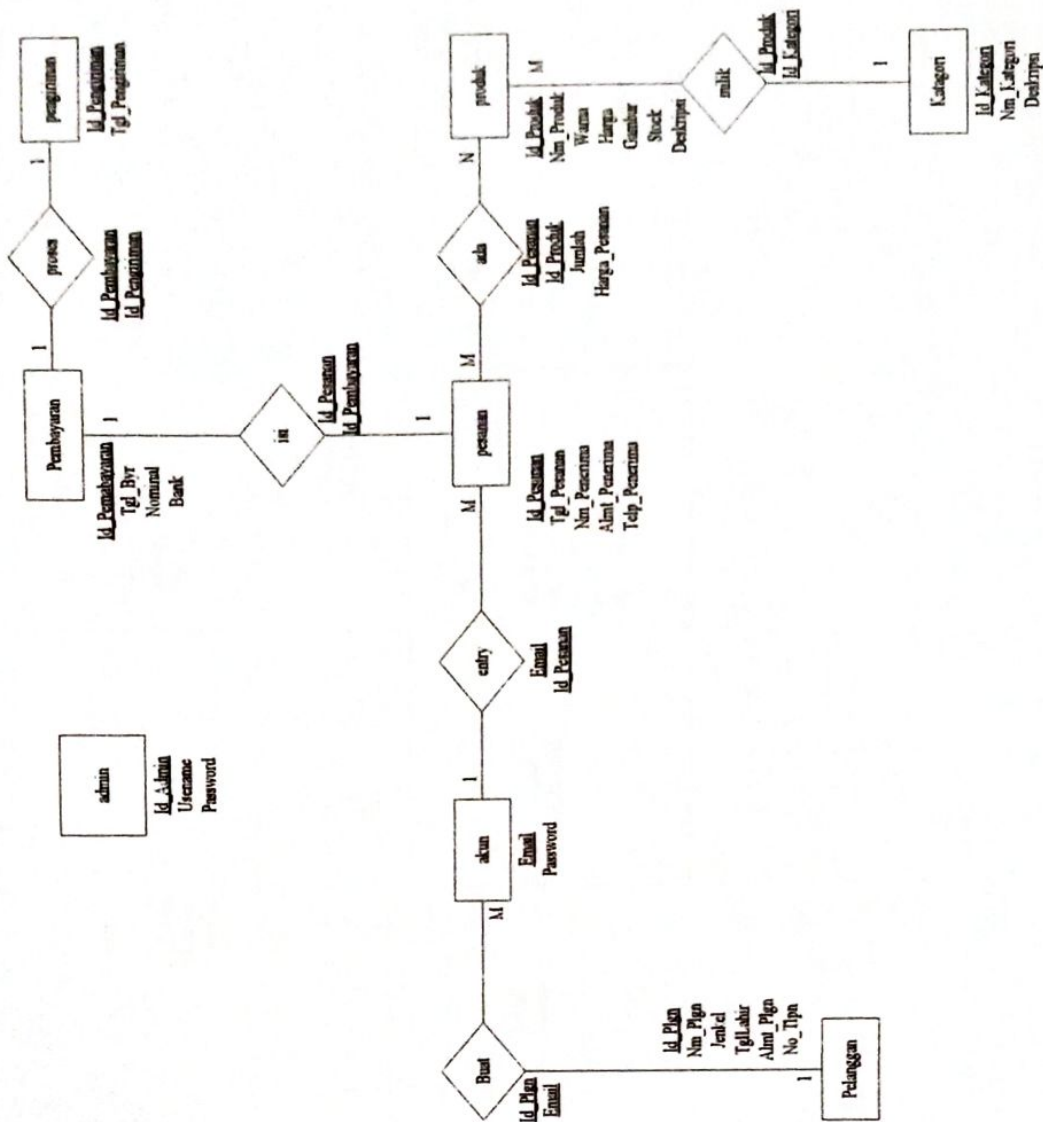 Pelanggan
1
Id_Plgn
Nm_Plgn
Jenkel
TglLahir
Almt_Plgn
No_Tlpn
Buat
Id_Plgn
Email
M
akun
Email
Password
1
entry
Email
Id_Pesanan
M
pesanan
Id_Pesanan
Tgl_Pesanan
Nm_Penerima
Almt_Penerima
Telp_Penerima
M
ada
Id_Pesanan
Id_Produk
Jumlah
Harga_Pesanan
N
produk
Id_Produk
Nm_Produk
Warna
Harga
Gambar
Stock
Deskripsi
M
milik
Id_Produk
Id_Kategori
1
Katagori
Id_Kategori
Nm_Kategori
Deskripsi
1
isi
Id_Pesanan
Id_Pembayaran
1
Pembayaran
Id_Pemabayaran
Tgl_Byr
Nominal
Bank
1
proses
Id_Pembayaran
Id_Pengiriman
1
pengiriman
Id_Pengiriman
Tgl_Pengiriman
admin
Id_Admin
Username
Password